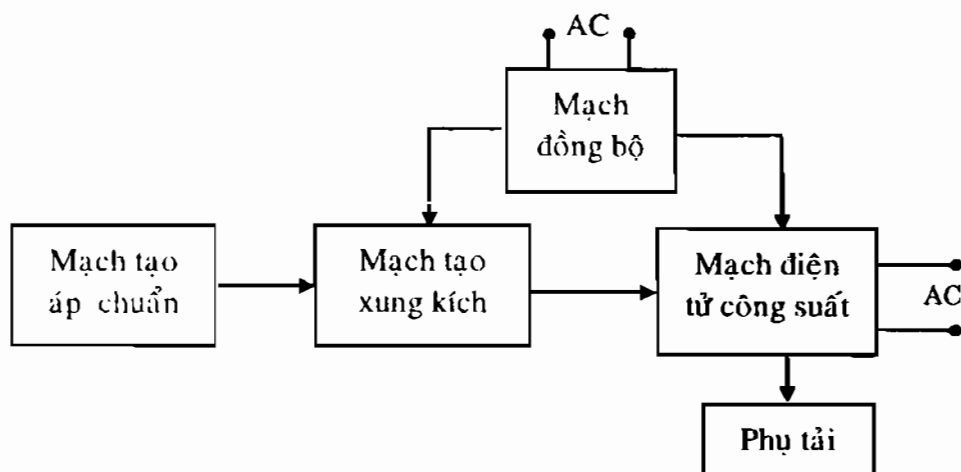 AC
Mạch
đồng bộ
Mạch tạo
áp chuẩn
Mạch tạo
xung kích
Mạch điện
tử công suất
AC
Phụ tải